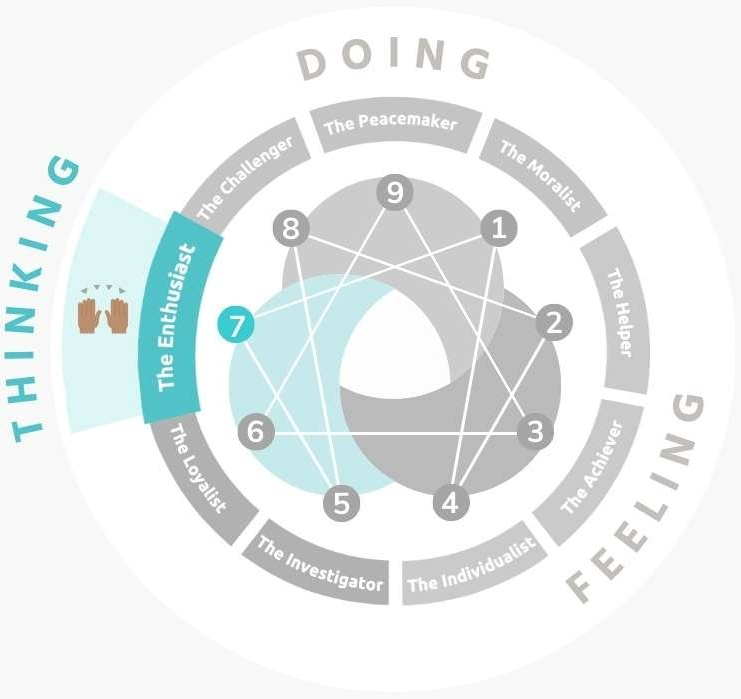 DOING
THINKING
FEELING
The Peacemaker
The Moralist
The Helper
The Achiever
The Individualist
The Investigator
The Loyalist
The Enthusiast
The Challenger
9
1
2
3
4
5
6
7
8